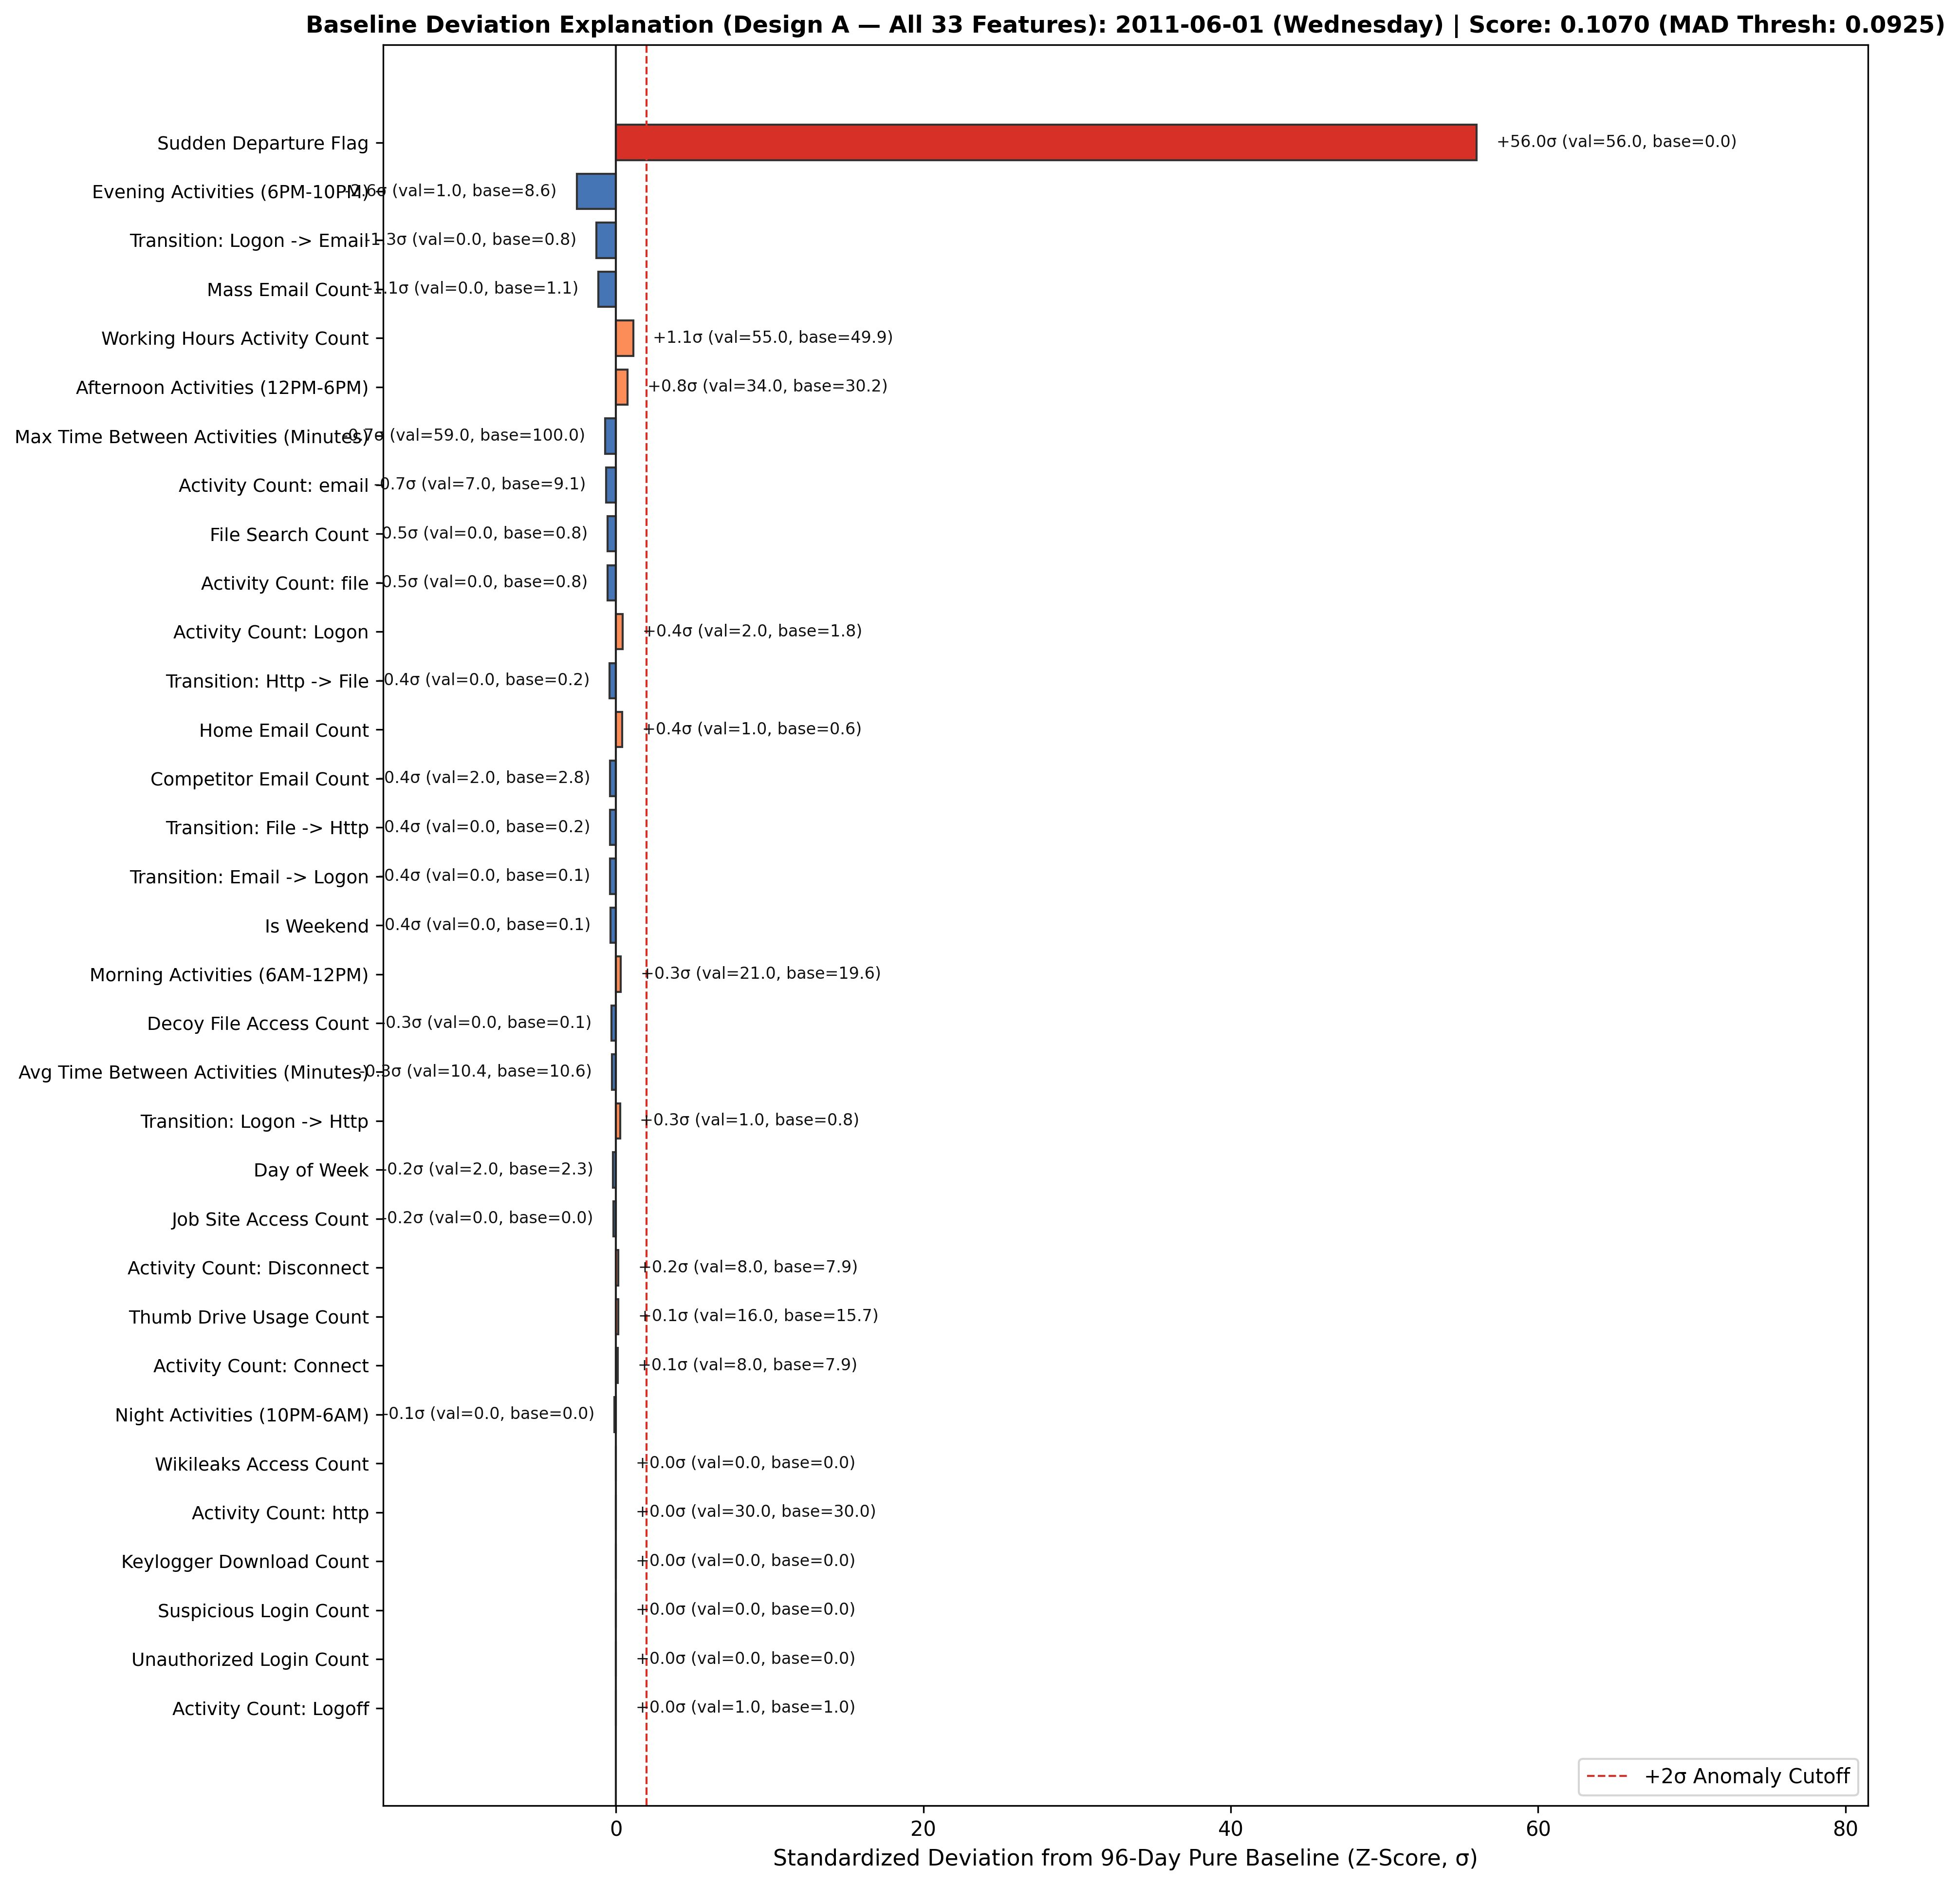 Baseline Deviation Explanation (Design A — All 33 Features): 2011-06-01 (Wednesday) | Score: 0.1070 (MAD Thresh: 0.0925)
Sudden Departure Flag +56.0σ (val=56.0, base=0.0)
Evening Activities (6PM-10PM) -2.6σ (val=1.0, base=8.6)
Transition: Logon -> Email -1.3σ (val=0.0, base=0.8)
Mass Email Count -1.1σ (val=0.0, base=1.1)
Working Hours Activity Count +1.1σ (val=55.0, base=49.9)
Afternoon Activities (12PM-6PM) +0.8σ (val=34.0, base=30.2)
Max Time Between Activities (Minutes) -0.7σ (val=59.0, base=100.0)
Activity Count: email -0.7σ (val=7.0, base=9.1)
File Search Count -0.5σ (val=0.0, base=0.8)
Activity Count: file -0.5σ (val=0.0, base=0.8)
Activity Count: Logon +0.4σ (val=2.0, base=1.8)
Transition: Http -> File -0.4σ (val=0.0, base=0.2)
Home Email Count +0.4σ (val=1.0, base=0.6)
Competitor Email Count -0.4σ (val=2.0, base=2.8)
Transition: File -> Http -0.4σ (val=0.0, base=0.2)
Transition: Email -> Logon -0.4σ (val=0.0, base=0.1)
Is Weekend -0.4σ (val=0.0, base=0.1)
Morning Activities (6AM-12PM) +0.3σ (val=21.0, base=19.6)
Decoy File Access Count -0.3σ (val=0.0, base=0.1)
Avg Time Between Activities (Minutes) -0.3σ (val=10.4, base=10.6)
Transition: Logon -> Http +0.3σ (val=1.0, base=0.8)
Day of Week -0.2σ (val=2.0, base=2.3)
Job Site Access Count -0.2σ (val=0.0, base=0.0)
Activity Count: Disconnect +0.2σ (val=8.0, base=7.9)
Thumb Drive Usage Count +0.1σ (val=16.0, base=15.7)
Activity Count: Connect +0.1σ (val=8.0, base=7.9)
Night Activities (10PM-6AM) -0.1σ (val=0.0, base=0.0)
Wikileaks Access Count +0.0σ (val=0.0, base=0.0)
Activity Count: http +0.0σ (val=30.0, base=30.0)
Keylogger Download Count +0.0σ (val=0.0, base=0.0)
Suspicious Login Count +0.0σ (val=0.0, base=0.0)
Unauthorized Login Count +0.0σ (val=0.0, base=0.0)
Activity Count: Logoff +0.0σ (val=1.0, base=1.0)
+2σ Anomaly Cutoff
0 20 40 60 80
Standardized Deviation from 96-Day Pure Baseline (Z-Score, σ)